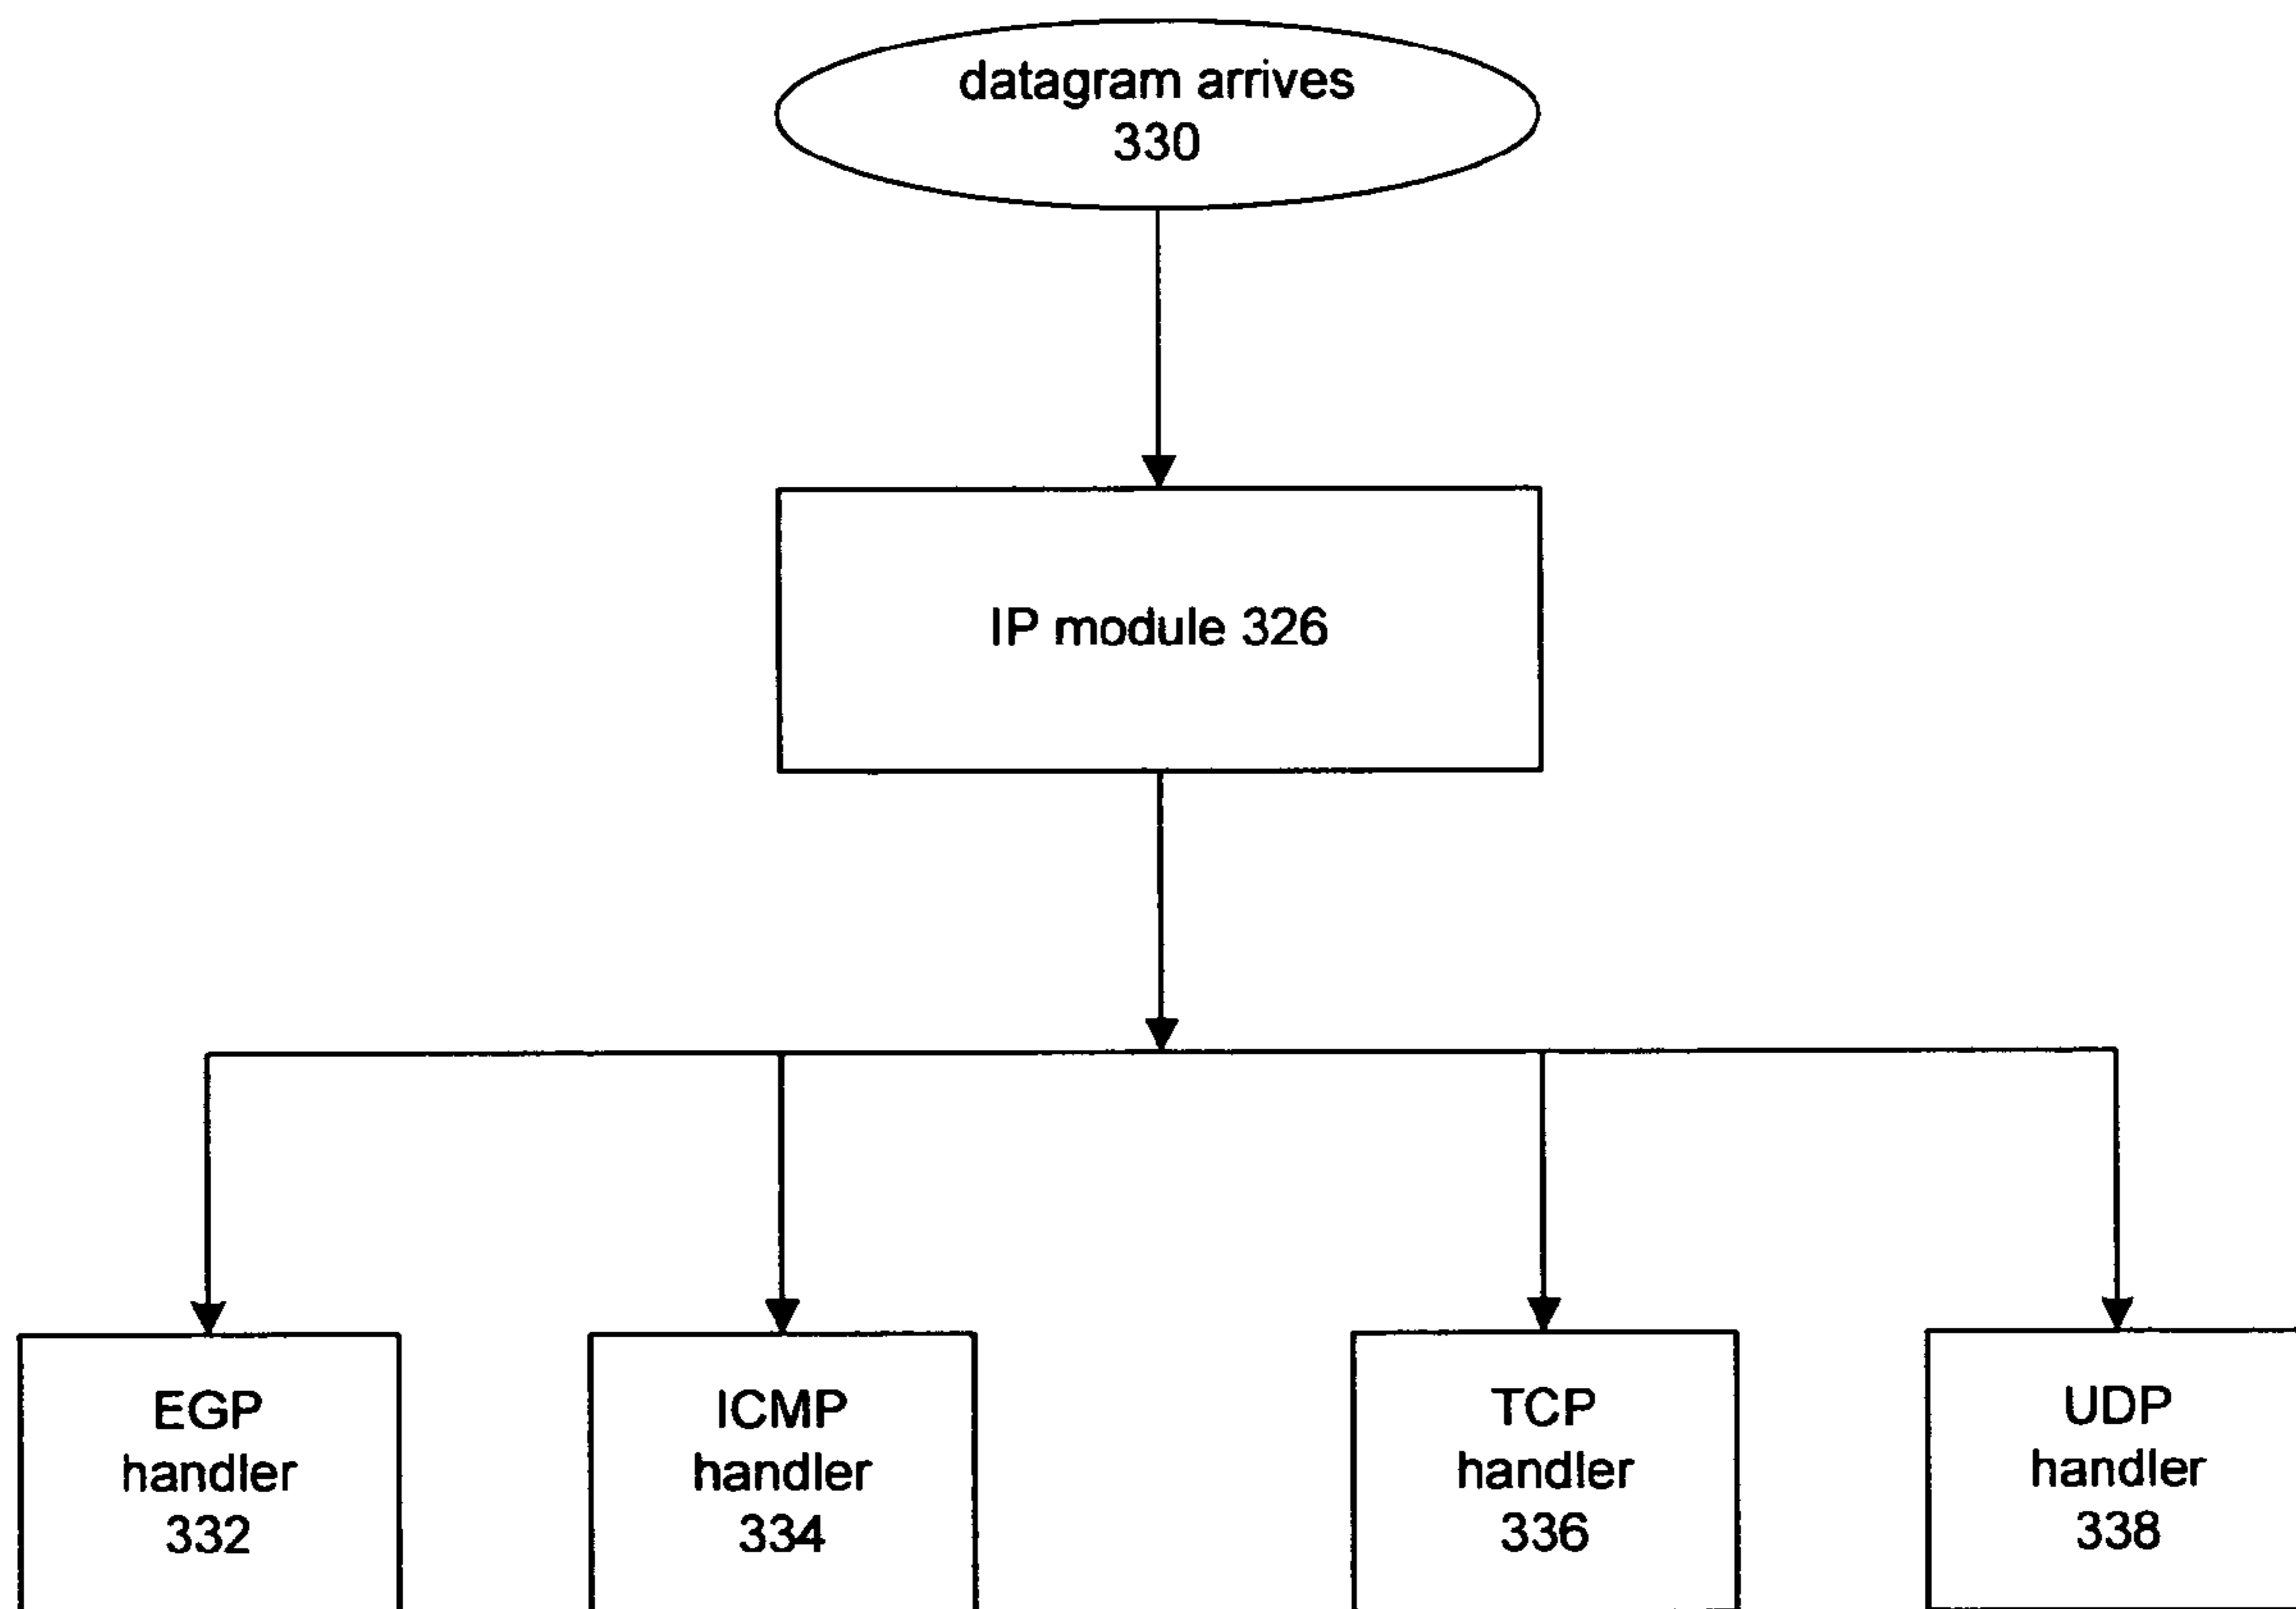 datagram arrives
330
IP module 326
EGP
handler
332
ICMP
handler
334
TCP
handler
336
UDP
handler
338